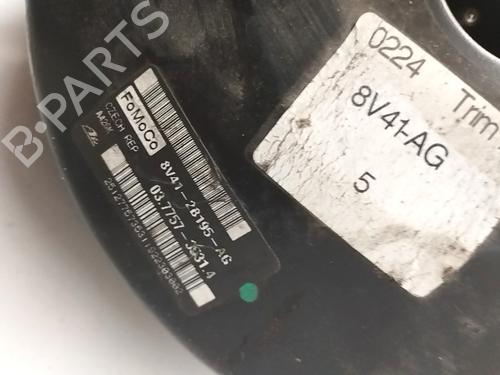 B-PARTS
FoMoCo
CZECH REP.
8V41-2B195-AG
03.7757-3531.4
0224 Trim
8V41-AG
5